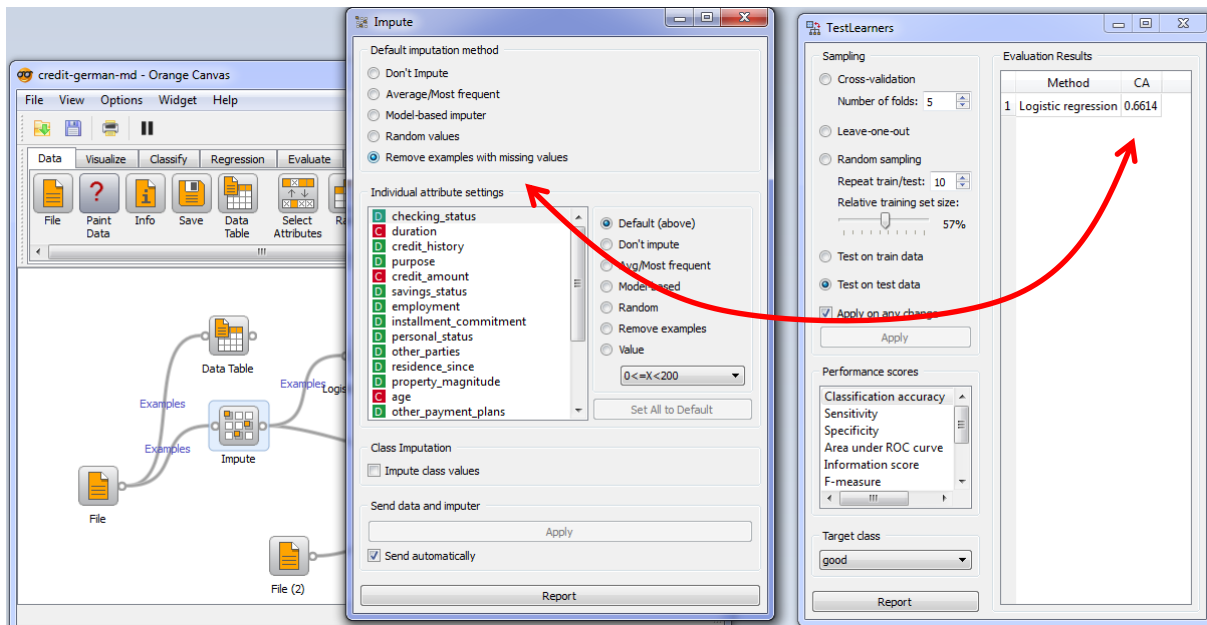 credit-german-md - Orange Canvas
File View Options Widget Help
Data Visualize Classify Regression Evaluate
File Paint Data Info Save Data Table Select Attributes
Data Table
Examples
Examples
Examples
Impute
File
File (2)
Impute
Default imputation method
Don't Impute
Average/Most frequent
Model-based imputer
Random values
Remove examples with missing values
Individual attribute settings
D checking_status
C duration
D credit_history
D purpose
C credit_amount
D savings_status
D employment
D installment_commitment
D personal_status
D other_parties
D residence_since
D property_magnitude
C age
D other_payment_plans
Default (above)
Don't impute
Avg/Most frequent
Model-based
Random
Remove examples
Value
0<=X<200
Set All to Default
Class Imputation
Impute class values
Send data and imputer
Apply
Send automatically
Report
TestLearners
Sampling
Cross-validation
Number of folds: 5
Leave-one-out
Random sampling
Repeat train/test: 10
Relative training set size:
57%
Test on train data
Test on test data
Apply on any change
Apply
Performance scores
Classification accuracy
Sensitivity
Specificity
Area under ROC curve
Information score
F-measure
Target class
good
Report
Evaluation Results
Method CA
1 Logistic regression 0.6614